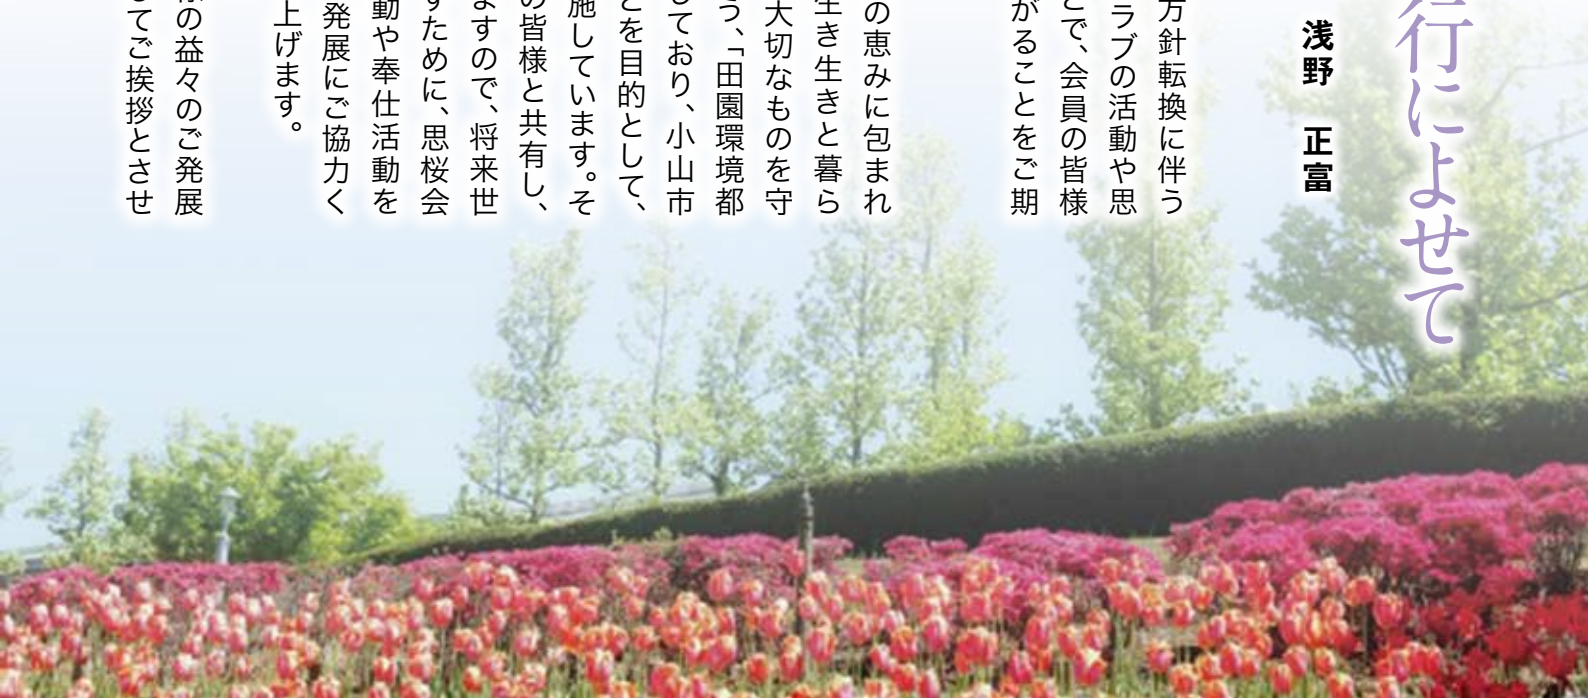 行によせて
浅野 正富
方針転換に伴う
ラブの活動や思
とで、会員の皆様
がることをご期
の恵みに包まれ
生き生きと暮ら
大切なものを守
う、「田園環境都
しており、小山市
とを目的として、
施しています。そ
の皆様と共有し、
ますので、将来世
すために、思桜会
動や奉仕活動を
発展にご協力く
上げます。
の益々のご発展
てご挨拶とさせ